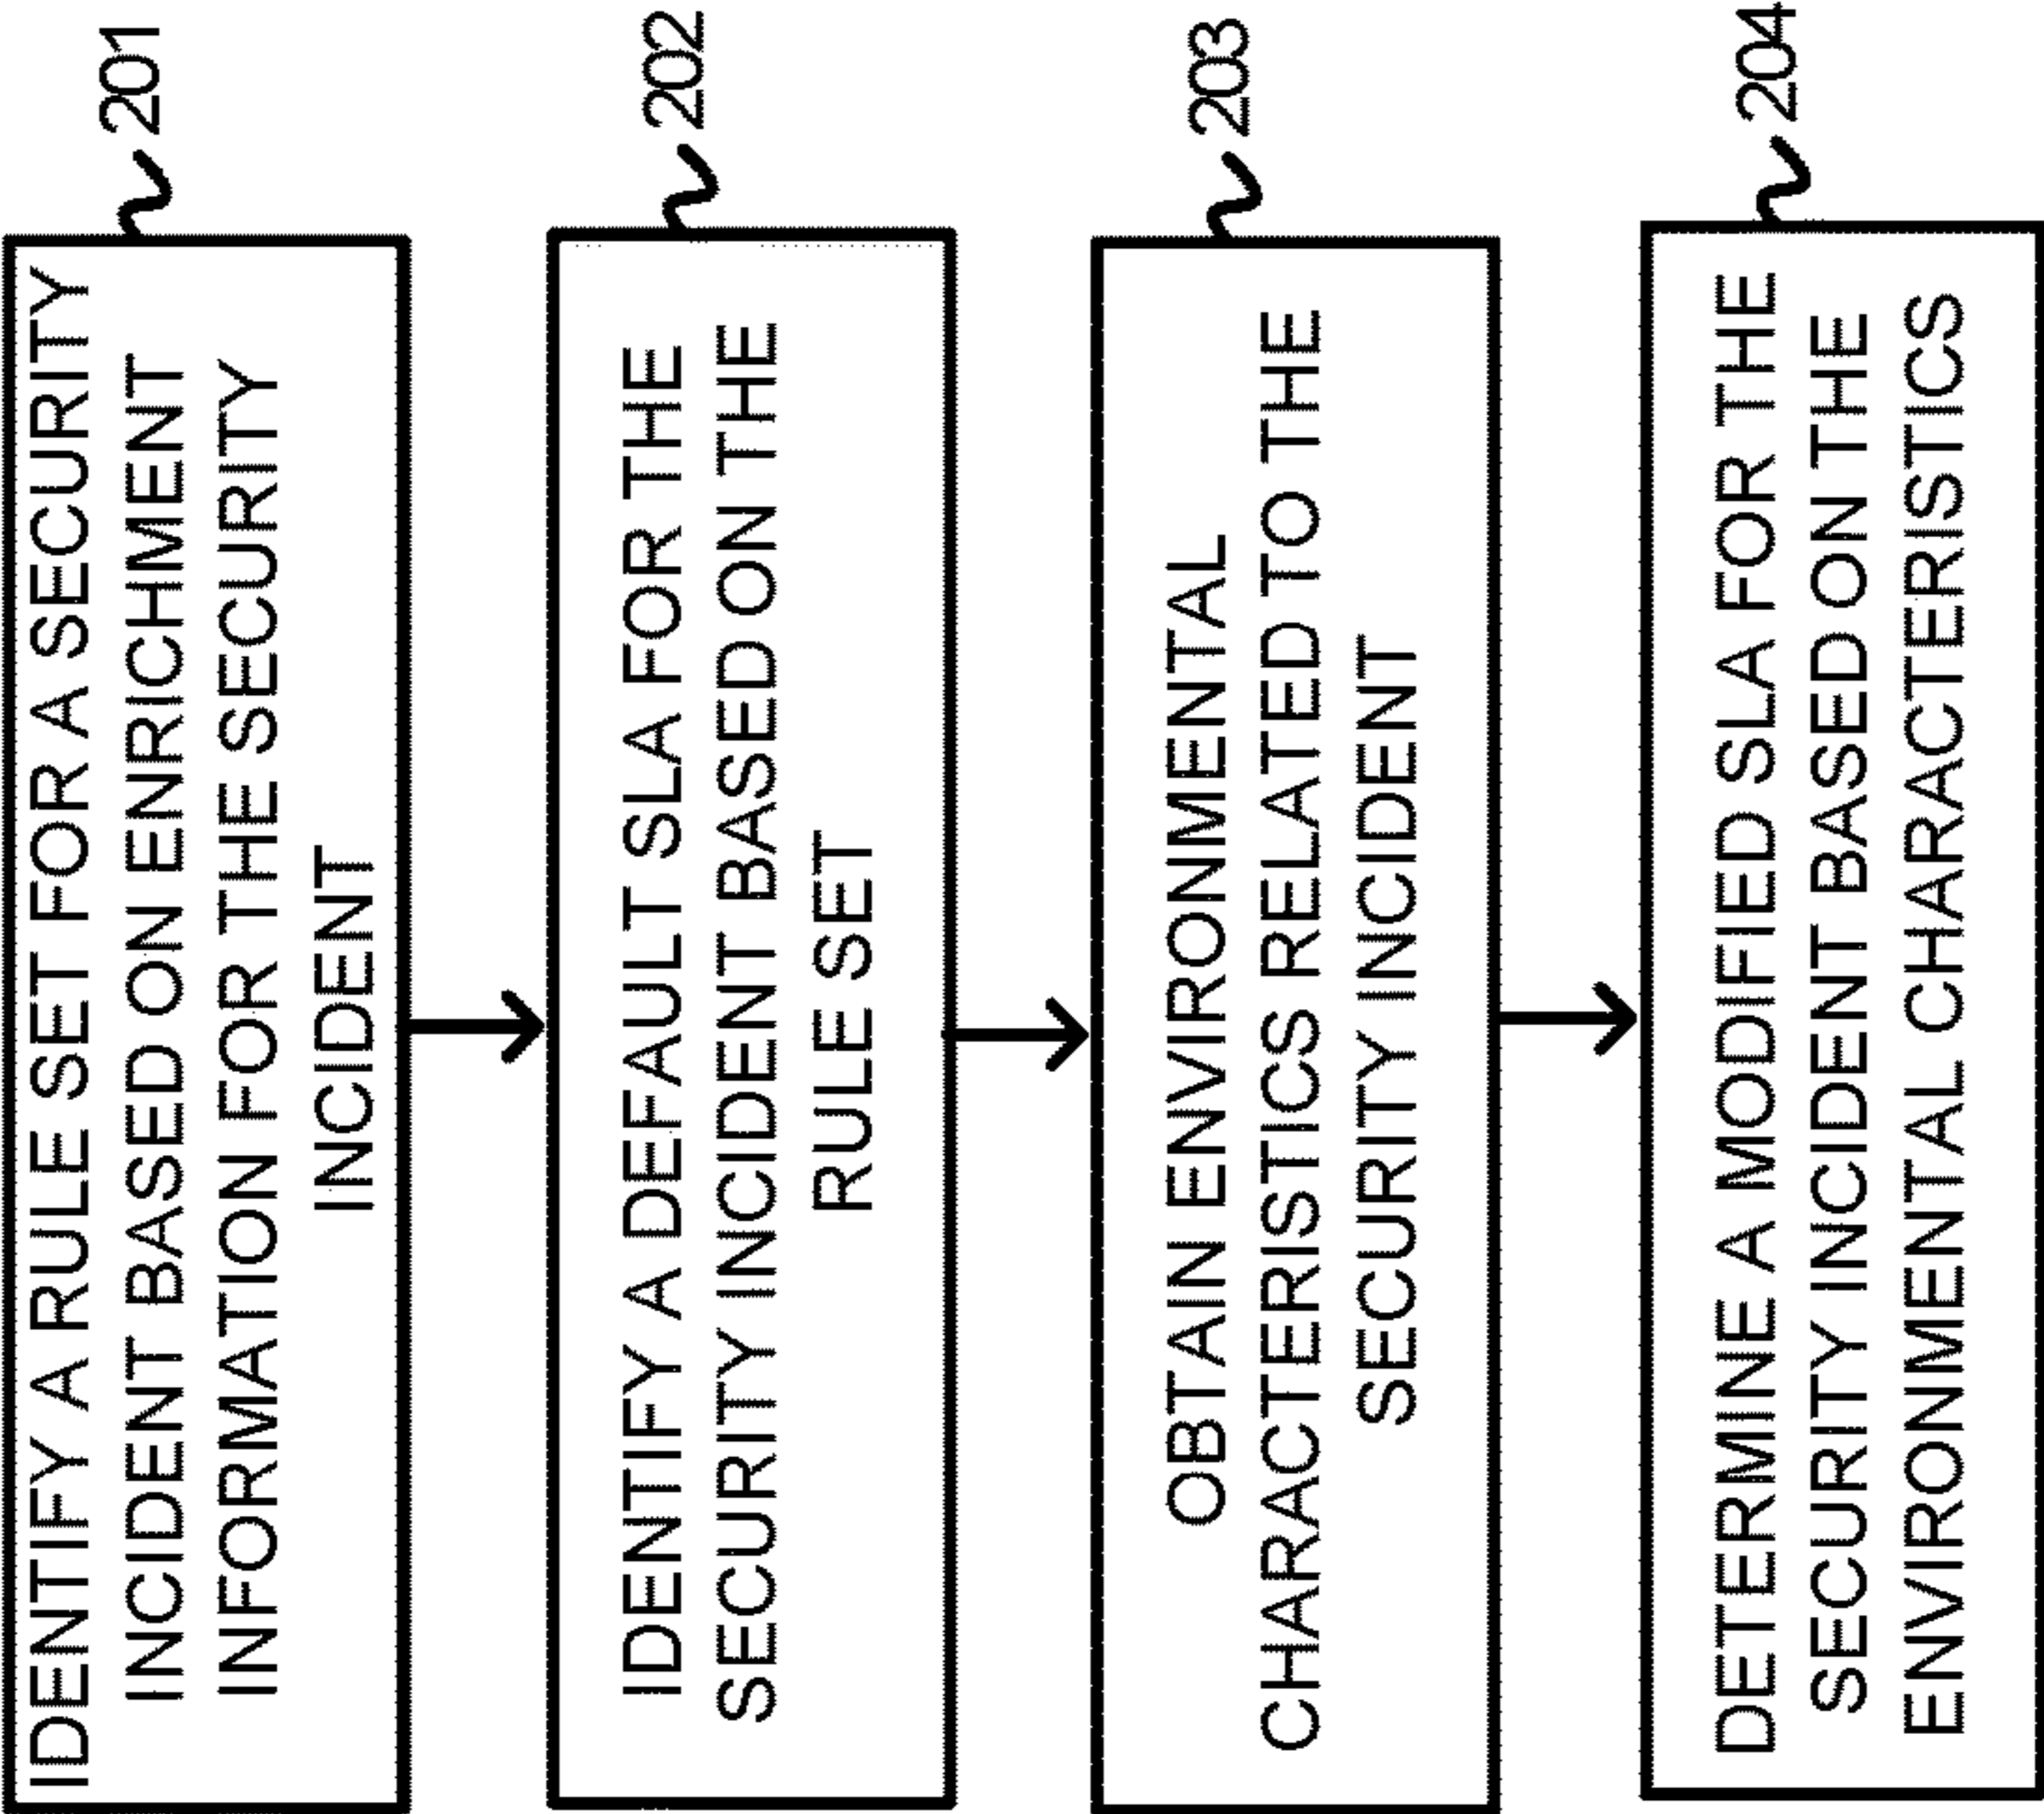 IDENTIFY A RULE SET FOR A SECURITY
INCIDENT BASED ON ENRICHMENT
INFORMATION FOR THE SECURITY
INCIDENT
201
IDENTIFY A DEFAULT SLA FOR THE
SECURITY INCIDENT BASED ON THE
RULE SET
202
OBTAIN ENVIRONMENTAL
CHARACTERISTICS RELATED TO THE
SECURITY INCIDENT
203
DETERMINE A MODIFIED SLA FOR THE
SECURITY INCIDENT BASED ON THE
ENVIRONMENTAL CHARACTERISTICS
204